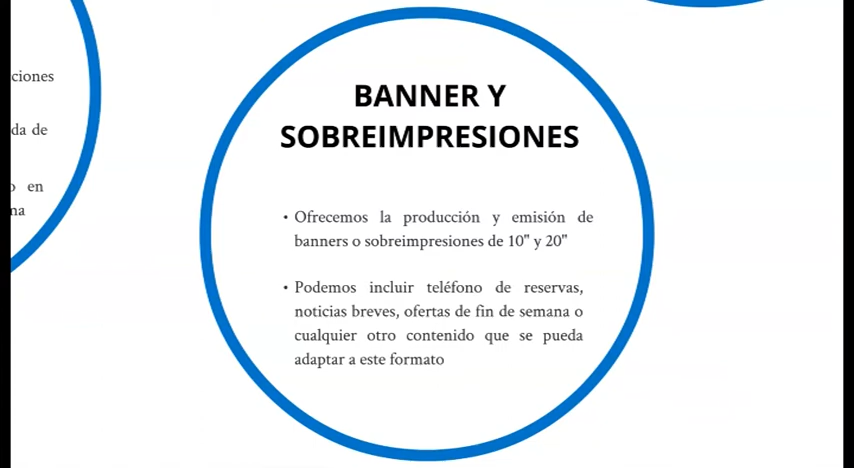 ciones
da de
en
BANNER Y
SOBREIMPRESIONES
• Ofrecemos la producción y emisión de
banners o sobreimpresiones de 10" y 20"
• Podemos incluir teléfono de reservas,
noticias breves, ofertas de fin de semana o
cualquier otro contenido que se pueda
adaptar a este formato